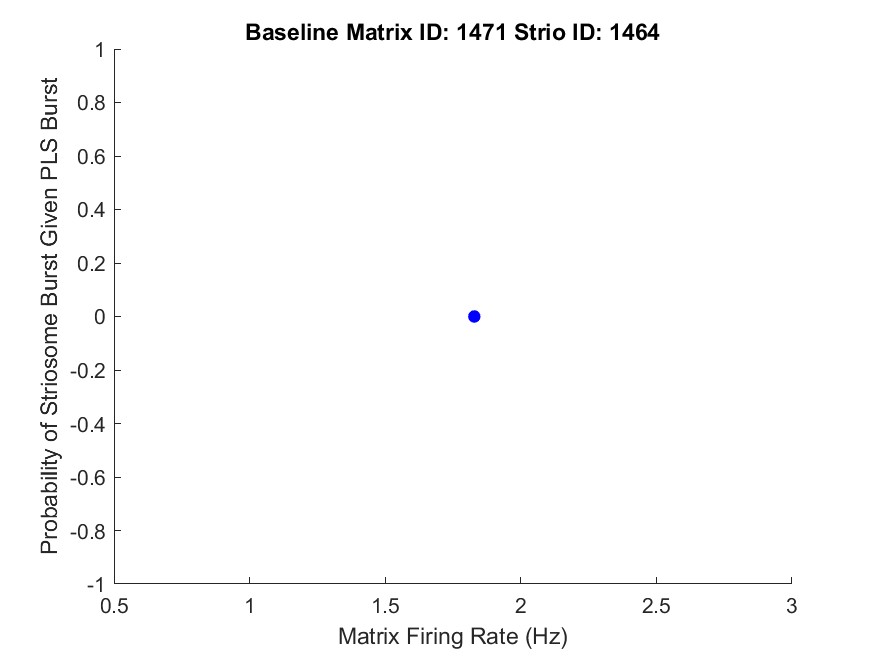 Baseline Matrix ID: 1471 Strio ID: 1464
Probability of Striosome Burst Given PLS Burst
1
0.8
0.6
0.4
0.2
0
-0.2
-0.4
-0.6
-0.8
-1
0.5 1 1.5 2 2.5 3
Matrix Firing Rate (Hz)